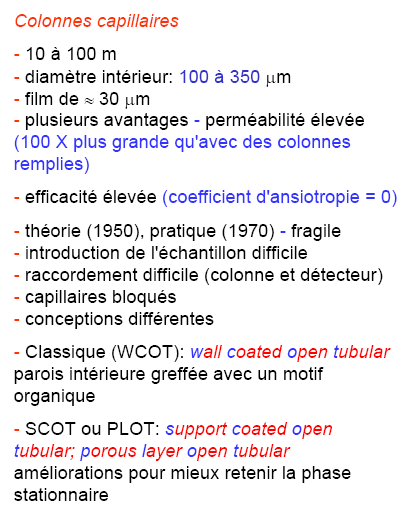 Colonnes capillaires
- 10 à 100 m
- diamètre intérieur: 100 à 350 µm
- film de ≈ 30 µm
- plusieurs avantages - perméabilité élevée
(100 X plus grande qu'avec des colonnes
remplies)
- efficacité élevée (coefficient d'ansiotropie = 0)
- théorie (1950), pratique (1970) - fragile
- introduction de l'échantillon difficile
- raccordement difficile (colonne et détecteur)
- capillaires bloqués
- conceptions différentes
- Classique (WCOT): wall coated open tubular
parois intérieure greffée avec un motif
organique
- SCOT ou PLOT: support coated open
tubular; porous layer open tubular
améliorations pour mieux retenir la phase
stationnaire